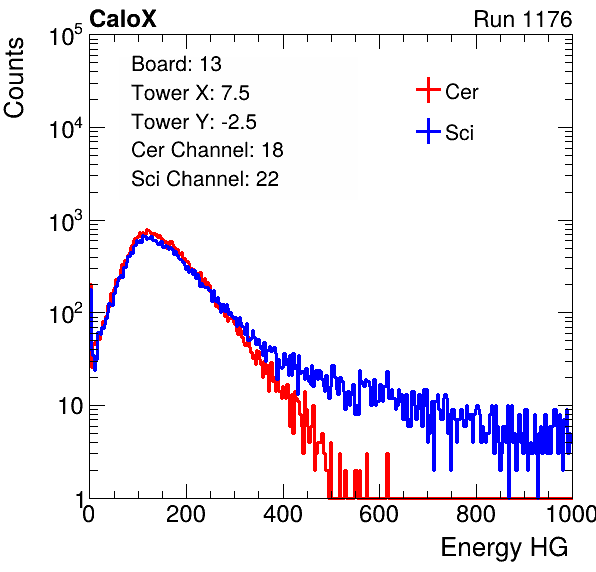 CaloX Run 1176
Counts
10^5
10^4
10^3
10^2
10
1
Board: 13
Tower X: 7.5
Tower Y: -2.5
Cer Channel: 18
Sci Channel: 22
Cer
Sci
0 200 400 600 800 1000
Energy HG